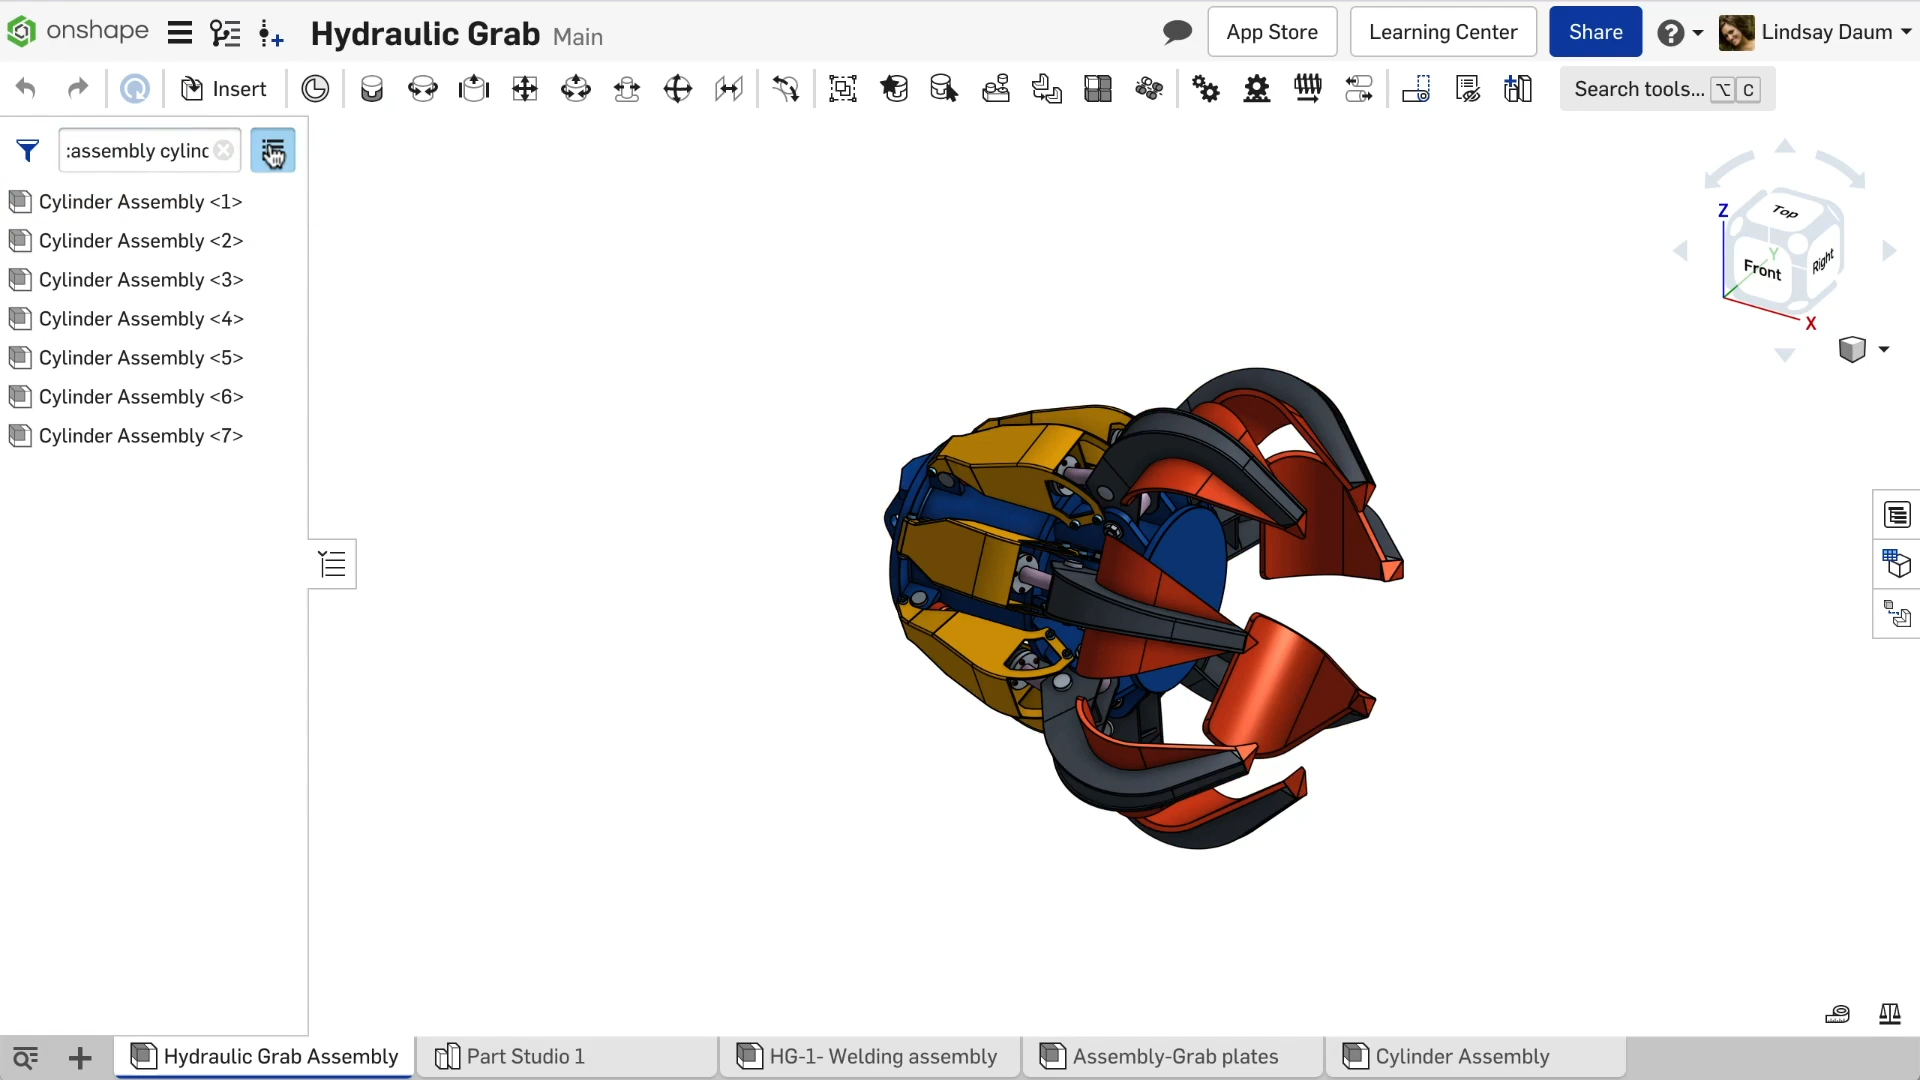 onshape
Hydraulic Grab Main
App Store
Learning Center
Share
Lindsay Daum
Insert
Search tools... ⌥ C
:assembly cylinc
Cylinder Assembly <1>
Cylinder Assembly <2>
Cylinder Assembly <3>
Cylinder Assembly <4>
Cylinder Assembly <5>
Cylinder Assembly <6>
Cylinder Assembly <7>
Z
Top
Y
Front
Right
X
Hydraulic Grab Assembly
Part Studio 1
HG-1- Welding assembly
Assembly-Grab plates
Cylinder Assembly